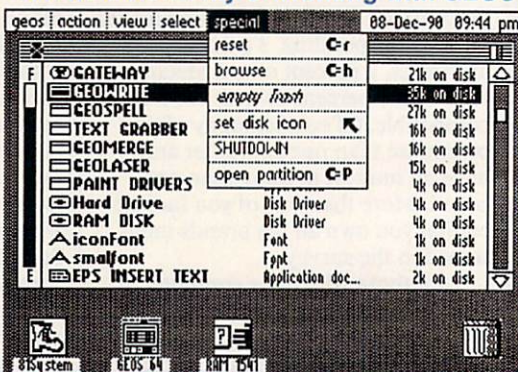 geos action view select special 08-Dec-90 09:44 pm
reset C=r
browse C=h
empty trash
set disk icon
SHUTDOWN
open partition C=P
F GATEWAY 21k on disk
GEOWRITE 35k on disk
GEOSPELL 27k on disk
TEXT GRABBER 16k on disk
GEOMERGE 16k on disk
GEOLASER 15k on disk
PAINT DRIVERS 4k on disk
Hard Drive Disk Driver 4k on disk
RAM DISK Disk Driver 4k on disk
iconFont Font 1k on disk
smalfont Font 1k on disk
E EPS INSERT TEXT Application doc... 2k on disk
81System GEOS 64 RAM 1541